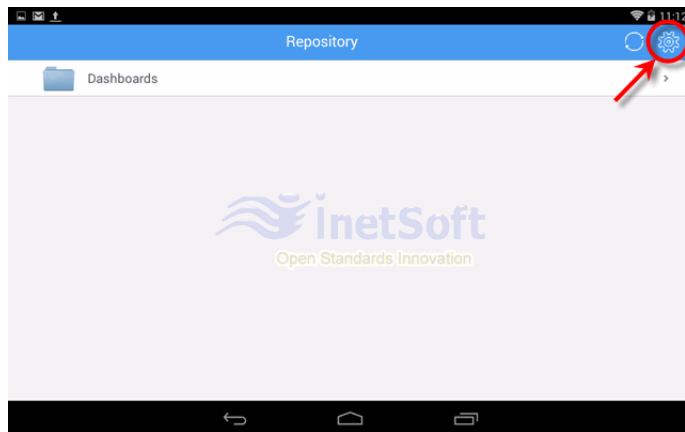 11:12
Repository
Dashboards
inetSoft
Open Standards Innovation